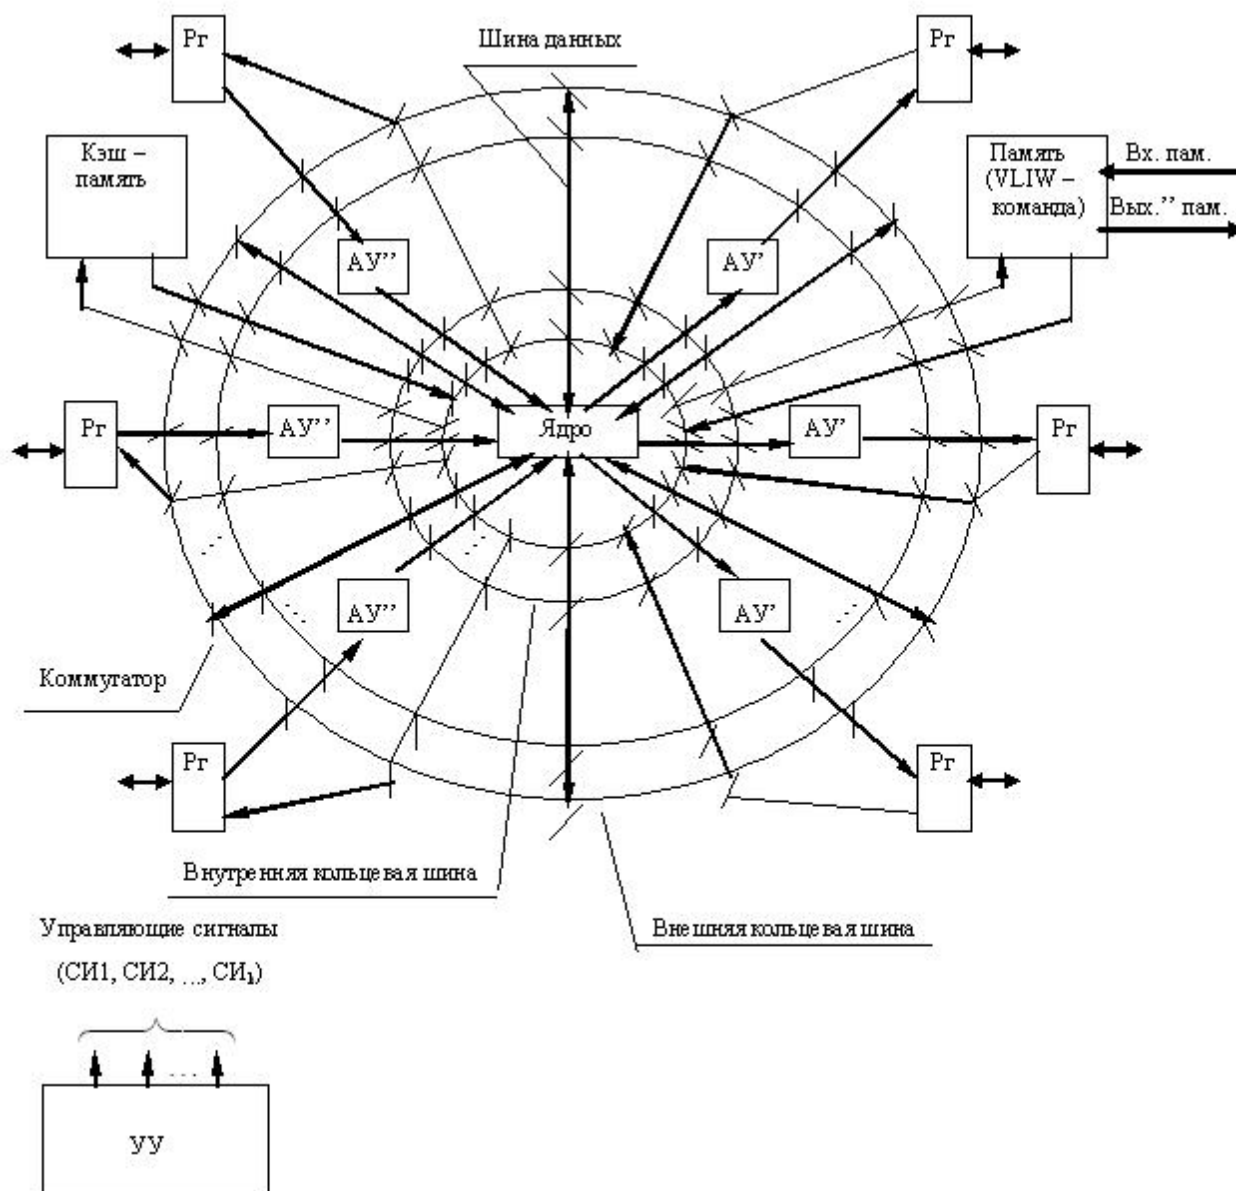 Рг
Шина данных
Рг
Кэш –
память
Память
(VLIW –
команда)
Вх. пам.
Вых.’’ пам.
АУ’’
АУ’
Рг
АУ’’
Ядро
АУ’
Рг
АУ’’
АУ’
Коммутатор
Рг
Рг
Внутренняя кольцевая шина
Управляющие сигналы
Внешняя кольцевая шина
(СИ1, СИ2, ..., СИ)
...
УУ